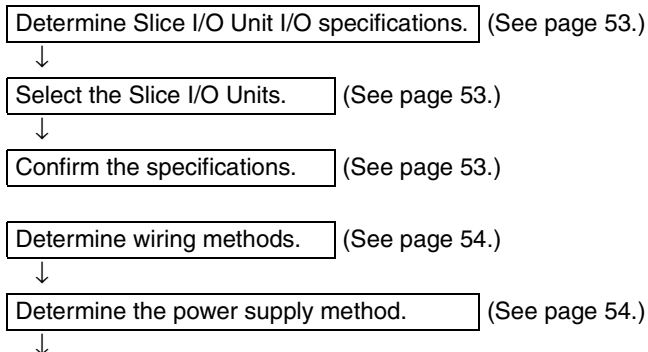 Determine Slice I/O Unit I/O specifications. (See page 53.)
↓
Select the Slice I/O Units. (See page 53.)
↓
Confirm the specifications. (See page 53.)
Determine wiring methods. (See page 54.)
↓
Determine the power supply method. (See page 54.)
↓